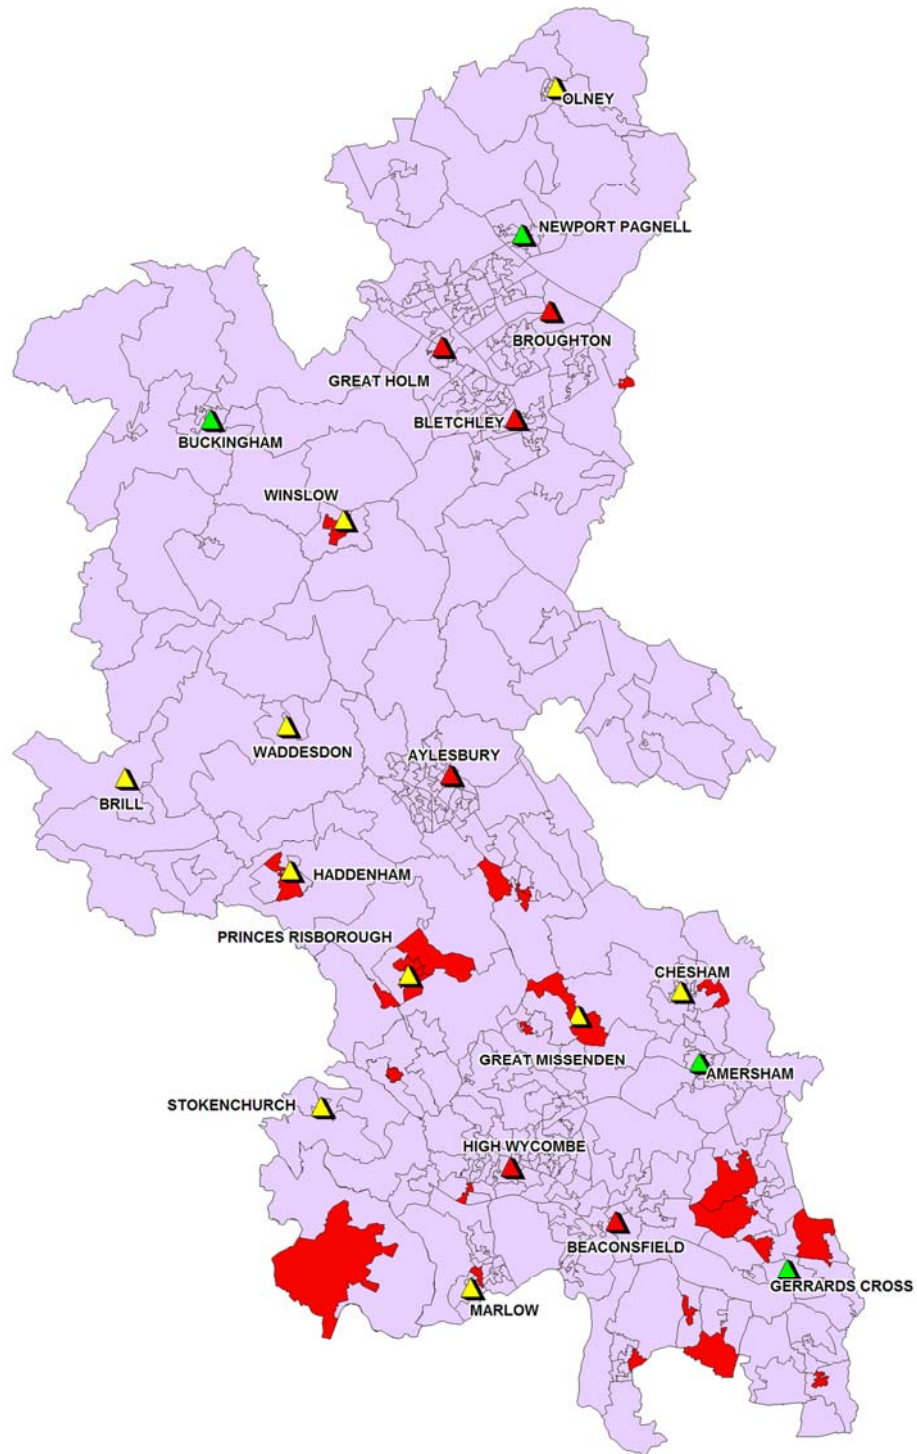 OLNEY
NEWPORT PAGNELL
BROUGHTON
GREAT HOLM
BLETCHLEY
BUCKINGHAM
WINSLOW
WADDESDON
AYLESBURY
BRILL
HADDENHAM
PRINCES RISBOROUGH
CHESHAM
GREAT MISSENDEN
AMERSHAM
STOKENCHURCH
HIGH WYCOMBE
BEACONSFIELD
GERRARDS CROSS
MARLOW